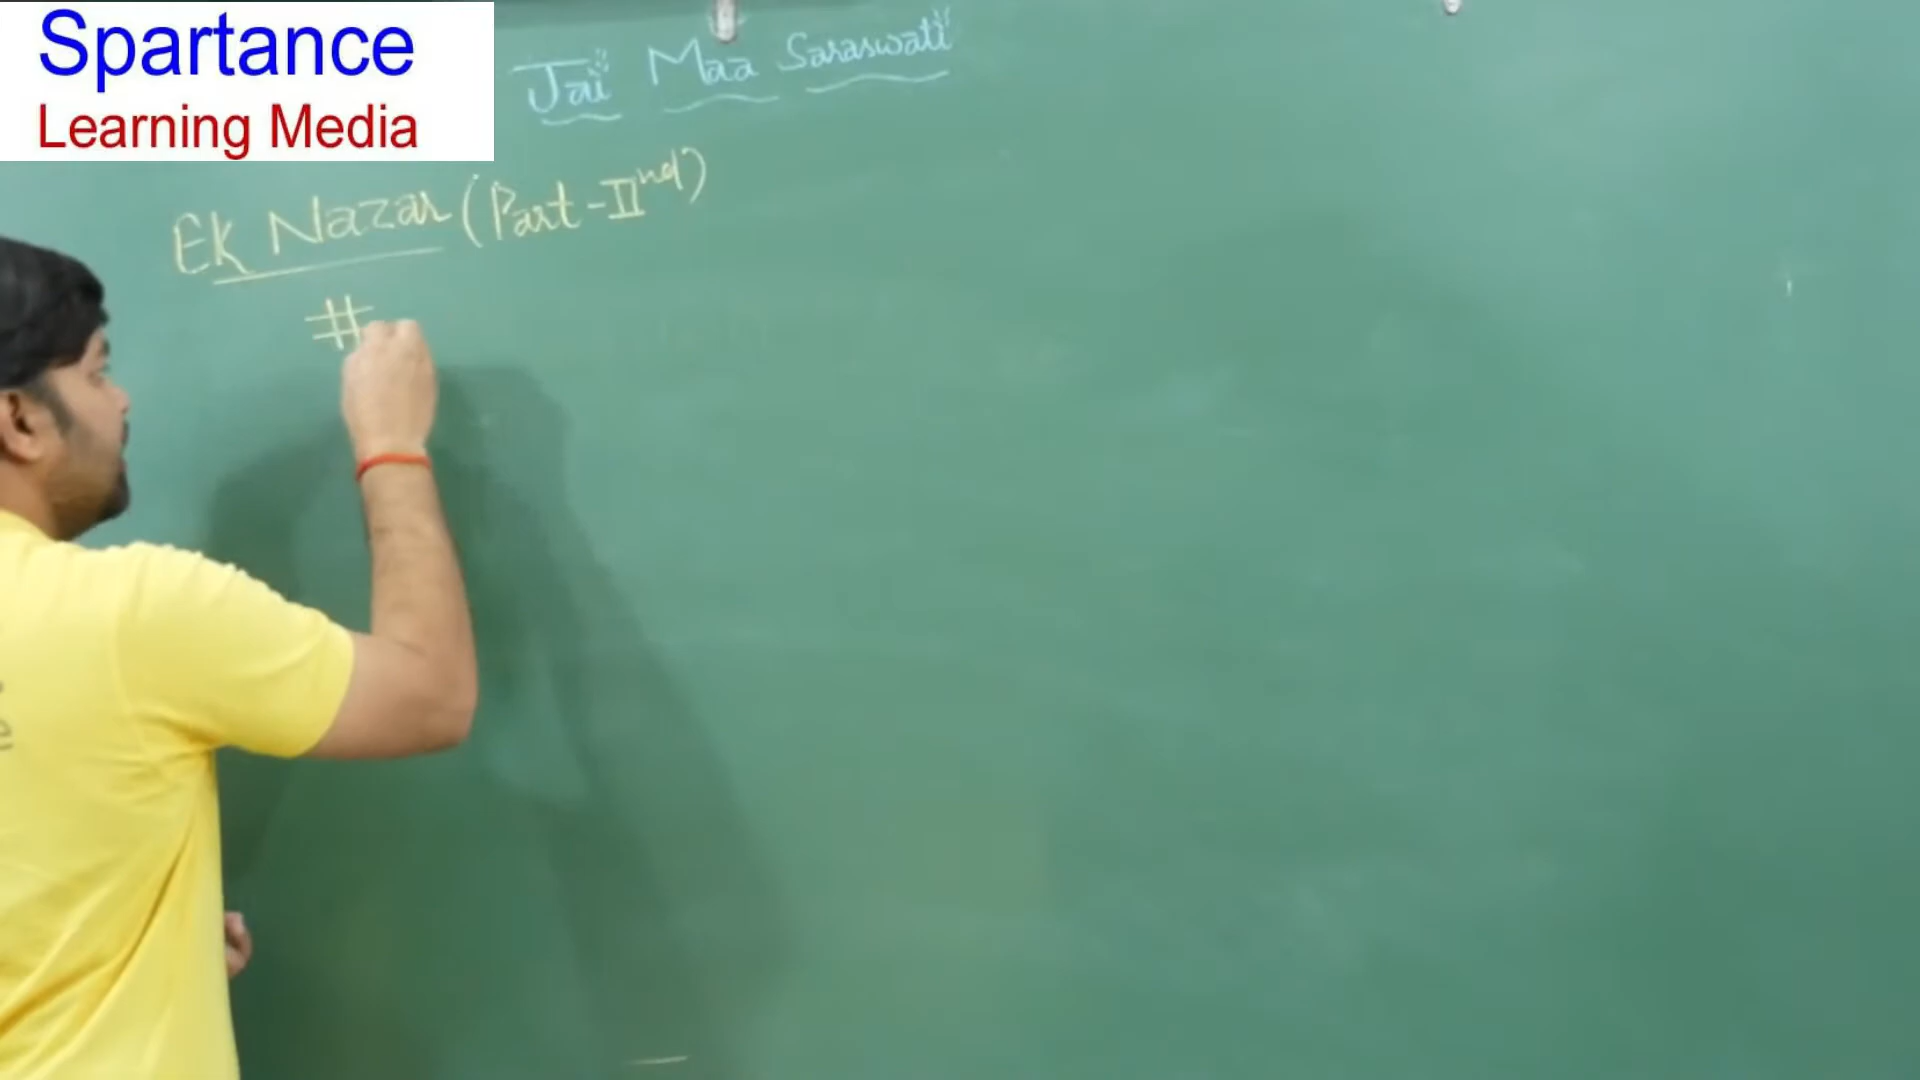 Spartance
Learning Media
Jai Maa Saraswati
Ek Nazar (Part-IInd)
#